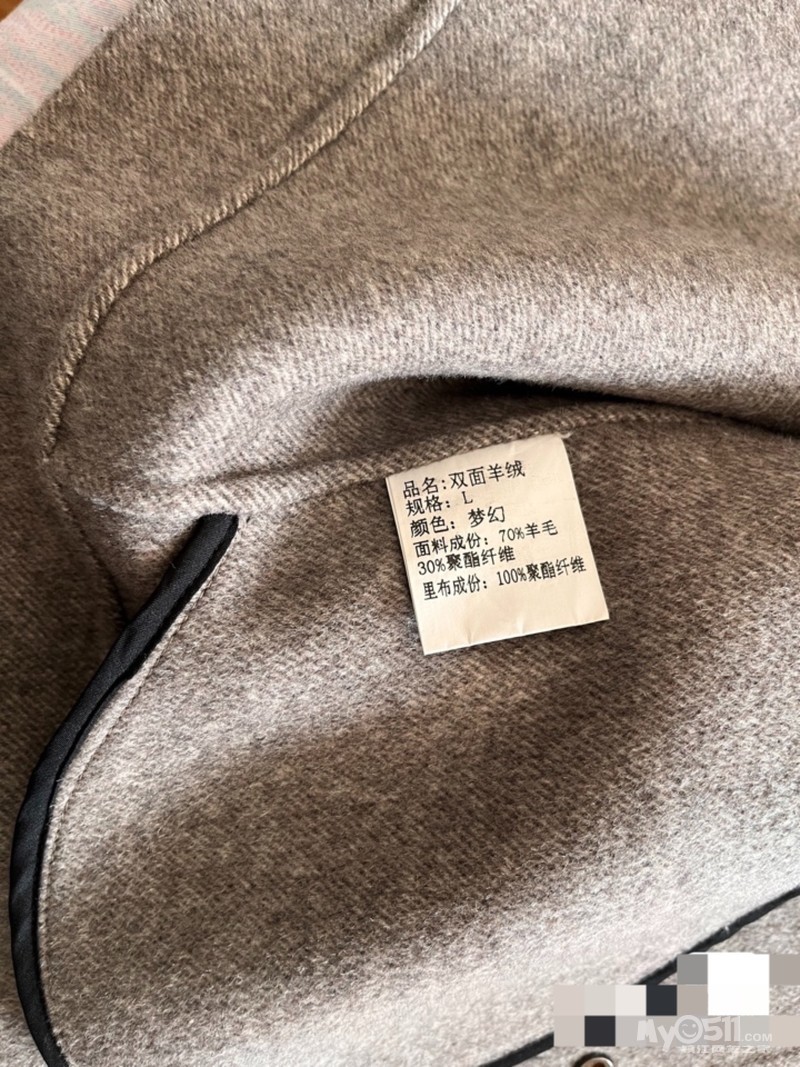 品名:双面羊绒
规格: L
颜色: 梦幻
面料成份: 70%羊毛
30%聚酯纤维
里布成份: 100%聚酯纤维
My0511.COM